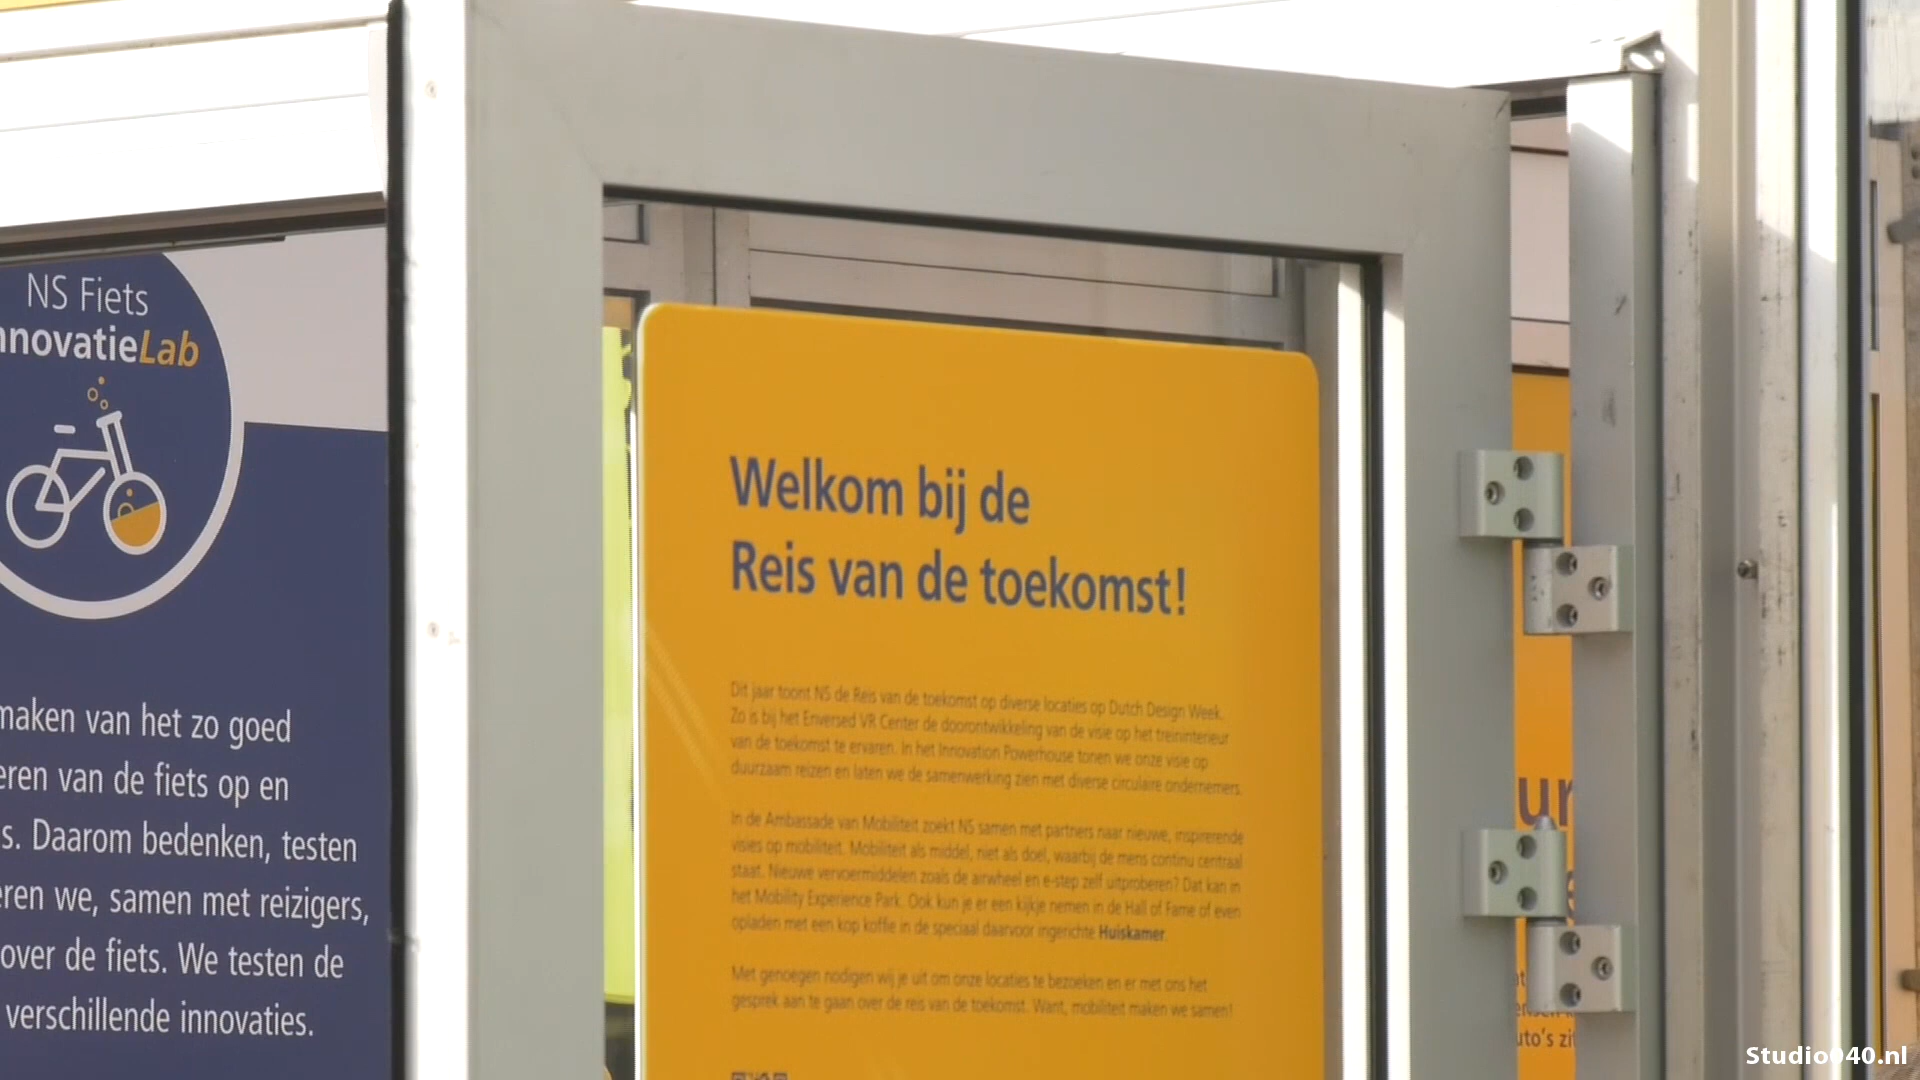 NS Fiets
nnovatieLab
maken van het zo goed
eren van de fiets op en
s. Daarom bedenken, testen
eren we, samen met reizigers,
over de fiets. We testen de
verschillende innovaties.
Welkom bij de
Reis van de toekomst!
Dit jaar toont NS de Reis van de toekomst op diverse locaties op Dutch Design Week.
Zo is bij het Enversed VR Center de doorontwikkeling van de visie op het treininterieur
van de toekomst te ervaren. In het Innovation Powerhouse tonen we onze visie op
duurzaam reizen en laten we de samenwerking zien met diverse circulaire ondernemers.
In de Ambassade van Mobiliteit zoekt NS samen met partners naar nieuwe, inspirerende
visies op mobiliteit. Mobiliteit als middel, niet als doel, waarbij de mens continu centraal
staat. Nieuwe vervoermiddelen zoals de airwheel en e-step zelf uitproberen? Dat kan in
het Mobility Experience Park. Ook kun je er een kijkje nemen in de Hall of Fame of even
opladen met een kop koffie in de speciaal daarvoor ingerichte Huiskamer.
Met genoegen nodigen wij je uit om onze locaties te bezoeken en er met ons het
gesprek aan te gaan over de reis van de toekomst. Want, mobiliteit maken we samen!
uur
uto's zit
Studio040.nl